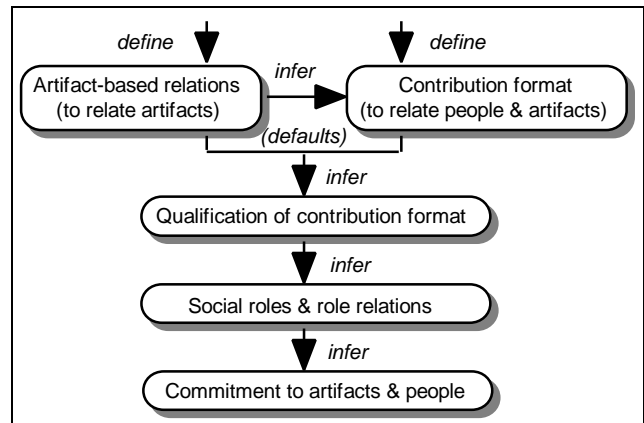 define
define
Artifact-based relations
(to relate artifacts)
infer
Contribution format
(to relate people & artifacts)
(defaults)
infer
Qualification of contribution format
infer
Social roles & role relations
infer
Commitment to artifacts & people